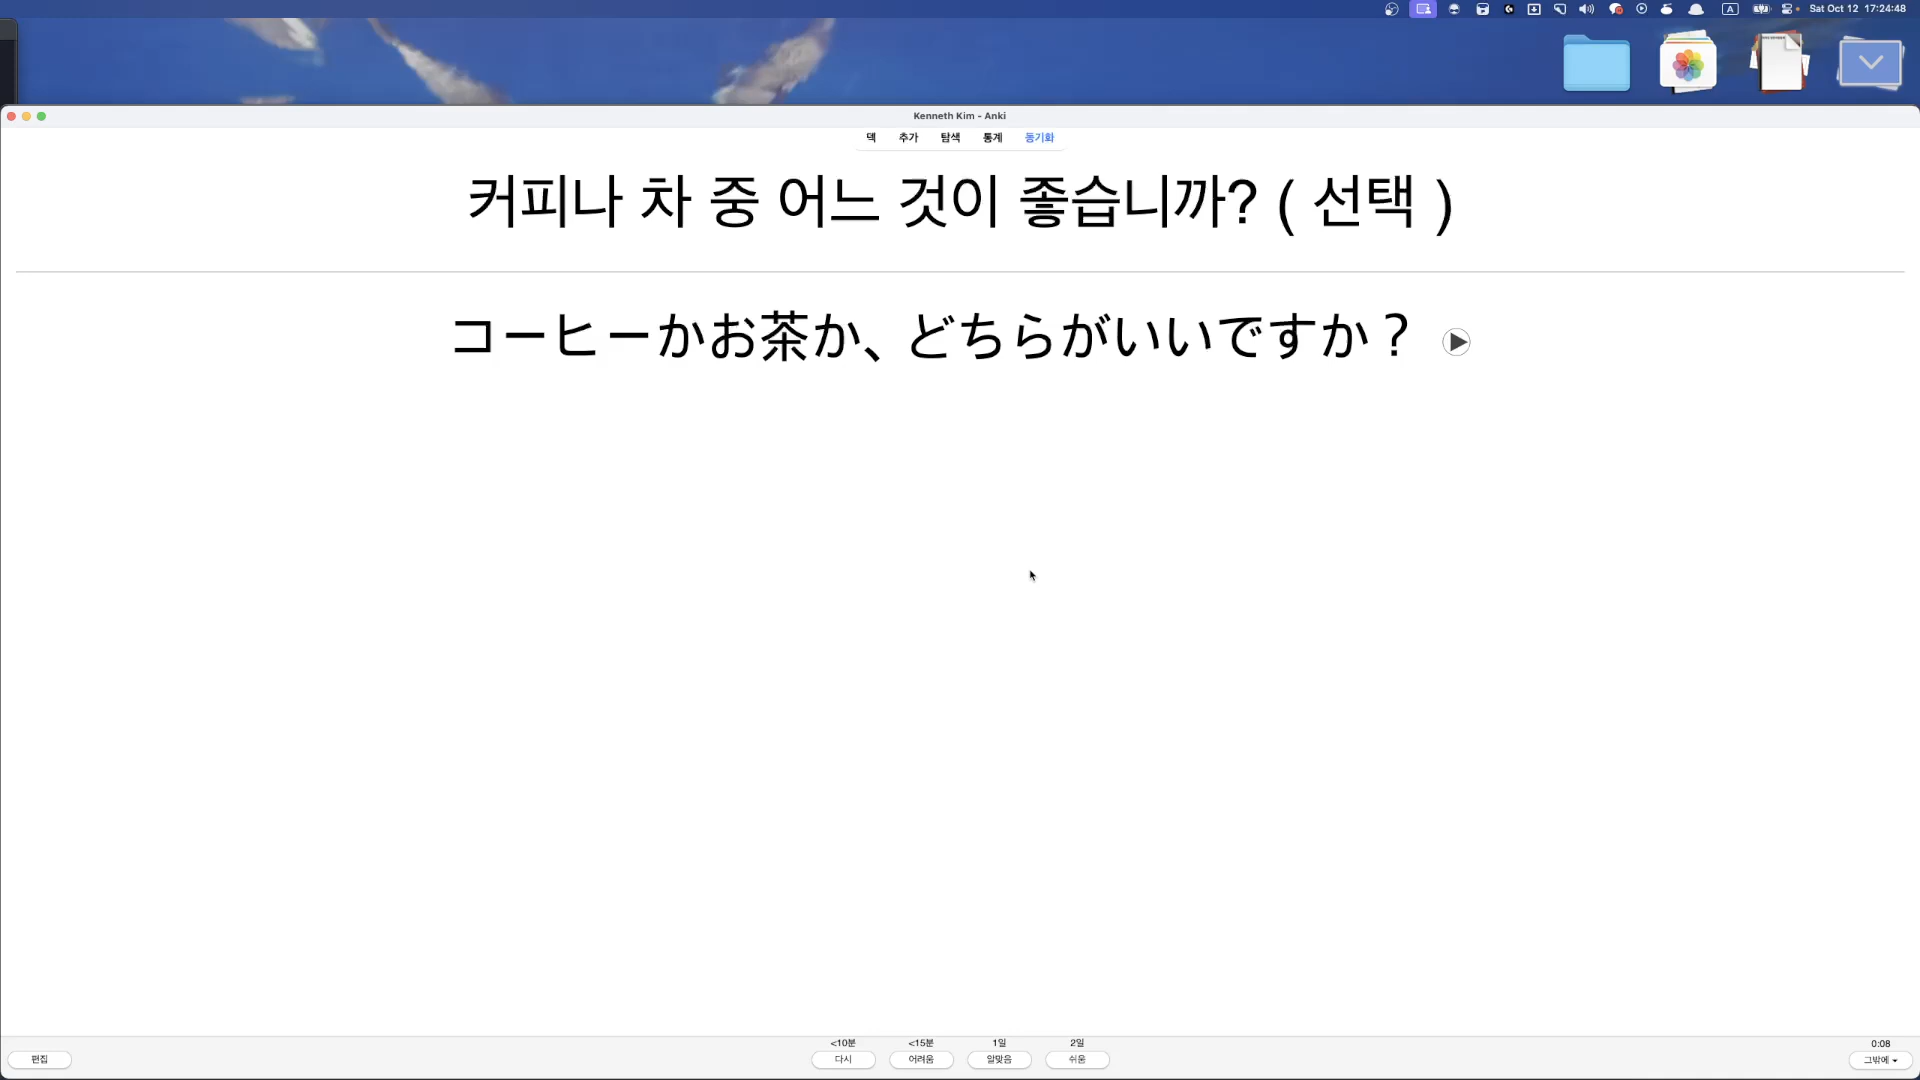 A
Sat Oct 12 17:24:48
Kenneth Kim - Anki
덱 추가 탐색 통계 동기화
커피나 차 중 어느 것이 좋습니까? ( 선택 )
コーヒーかお茶か、どちらがいいですか？
<10분 <15분 1일 2일 0:08
편집 다시 어려움 알맞음 쉬움 그밖에